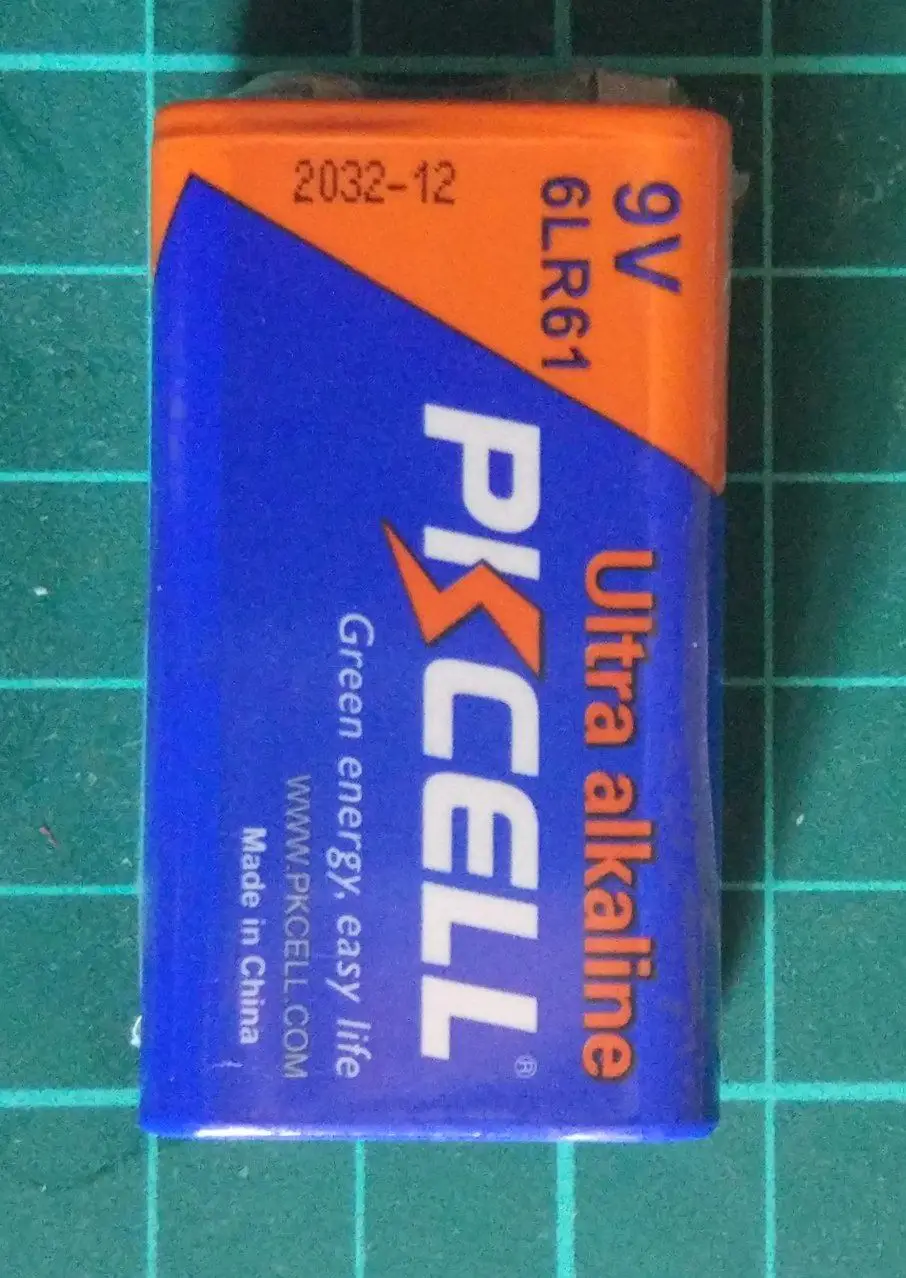 2032-12
9V
6LR61
Ultra alkaline
PKCELL®
Green energy, easy life
WWW.PKCELL.COM
Made in China